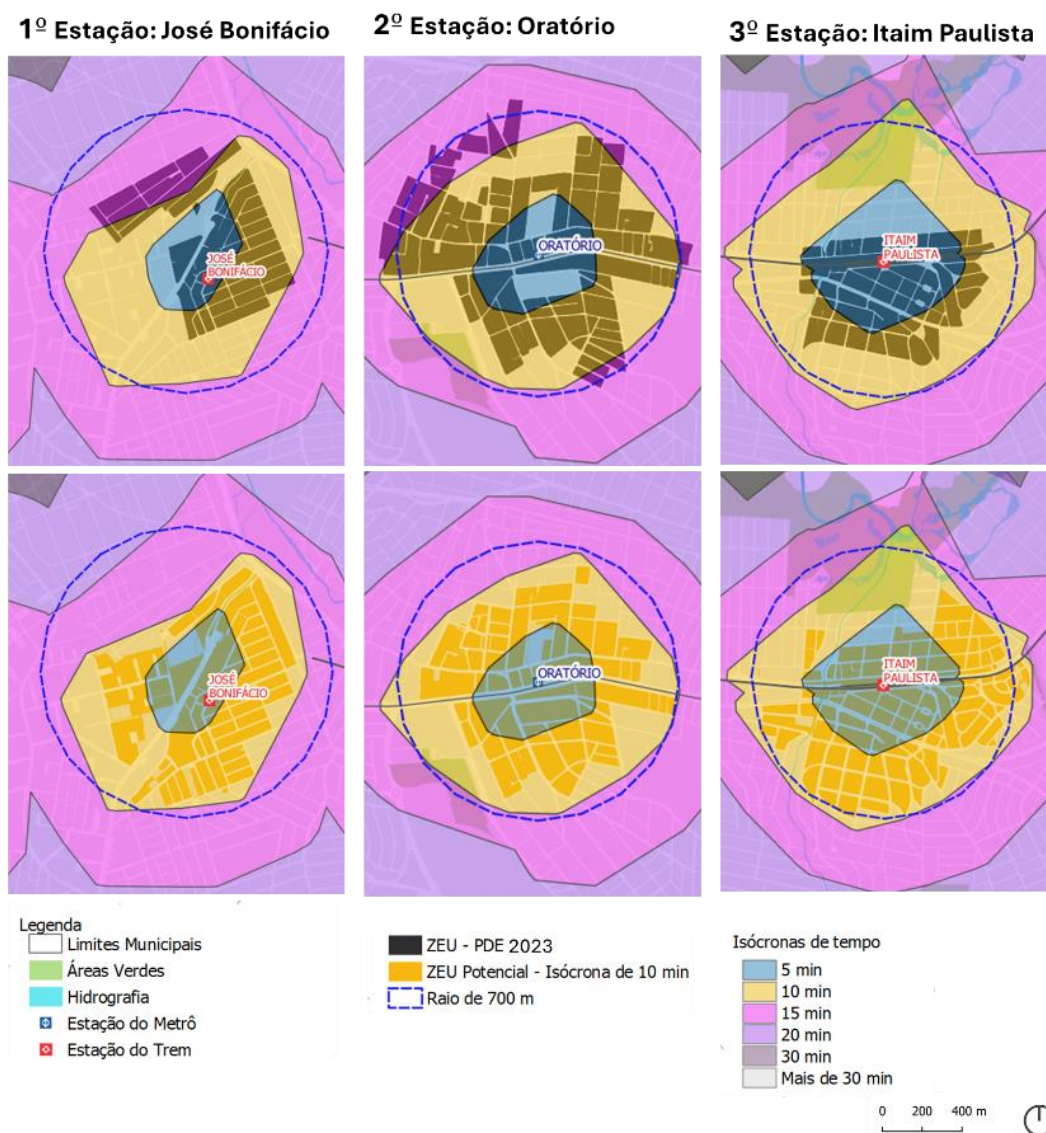 1º Estação: José Bonifácio
2º Estação: Oratório
3º Estação: Itaim Paulista
JOSÉ
BONIFÁCIO
ORATÓRIO
ITAIM
PAULISTA
JOSÉ
BONIFÁCIO
ORATÓRIO
ITAIM
PAULISTA
Legenda
Limites Municipais
Áreas Verdes
Hidrografia
Estação do Metrô
Estação do Trem
ZEU - PDE 2023
ZEU Potencial - Isócrona de 10 min
Raio de 700 m
Isócronas de tempo
5 min
10 min
15 min
20 min
30 min
Mais de 30 min
0 200 400 m